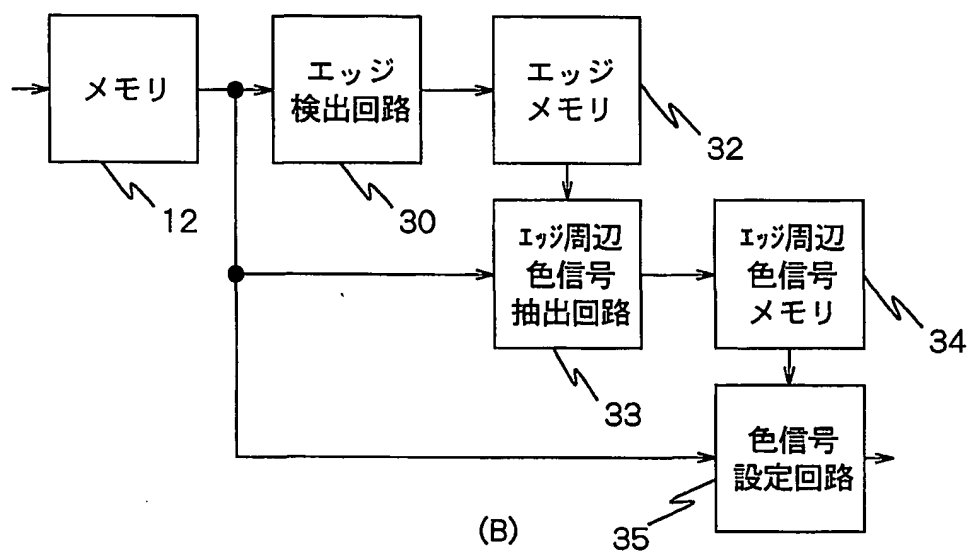 メモリ
エッジ
検出回路
エッジ
メモリ
12
30
32
ｴｯｼﾞ周辺
色信号
抽出回路
ｴｯｼﾞ周辺
色信号
メモリ
33
34
色信号
設定回路
35
(B)